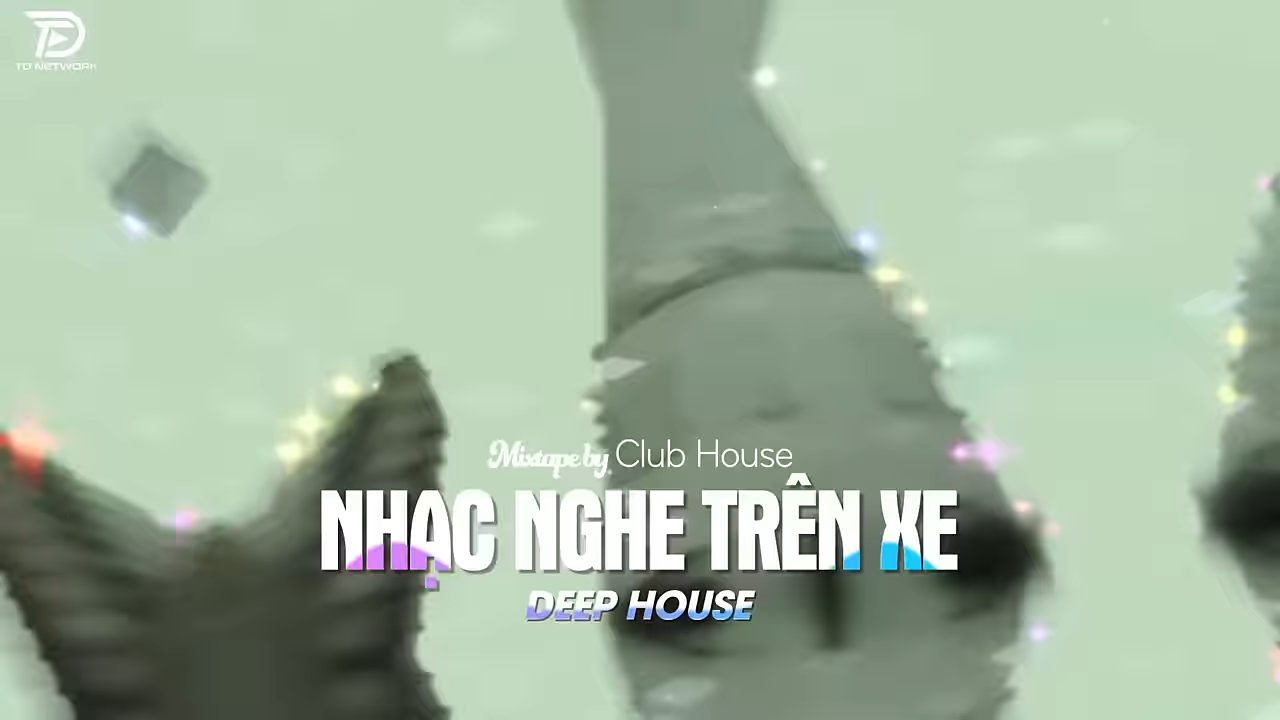 TD NETWORK
Mixtape by Club House
NHẠC NGHE TRÊN XE
DEEP HOUSE